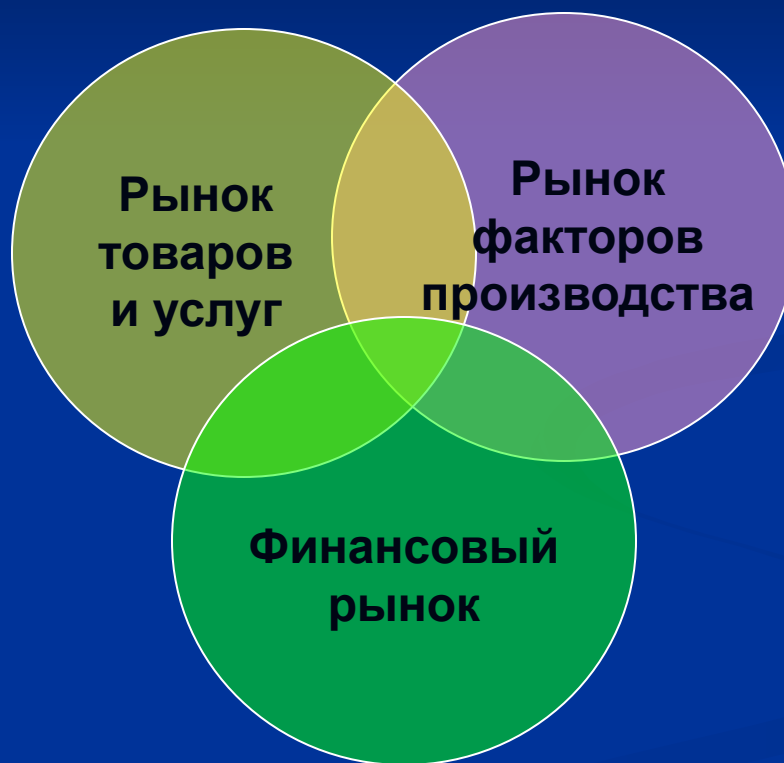 Рынок
товаров
и услуг
Рынок
факторов
производства
Финансовый
рынок